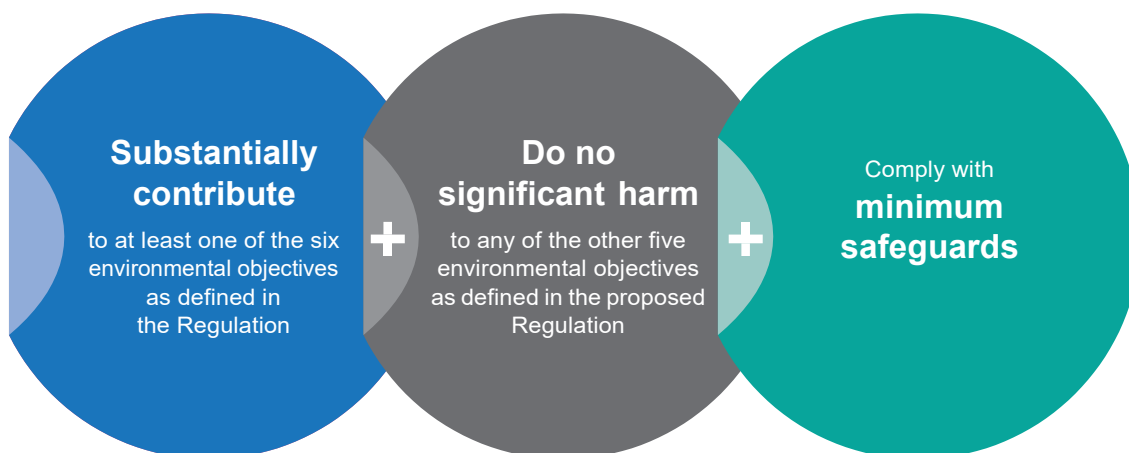 Substantially
contribute
to at least one of the six
environmental objectives
as defined in
the Regulation
+
Do no
significant harm
to any of the other five
environmental objectives
as defined in the proposed
Regulation
+
Comply with
minimum
safeguards